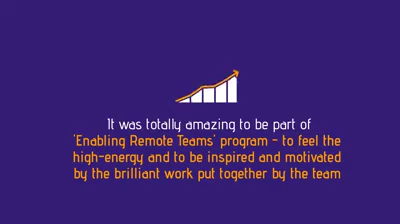 It was totally amazing to be part of
'Enabling Remote Teams' program - to feel the
high-energy and to be inspired and motivated
by the brilliant work put together by the team